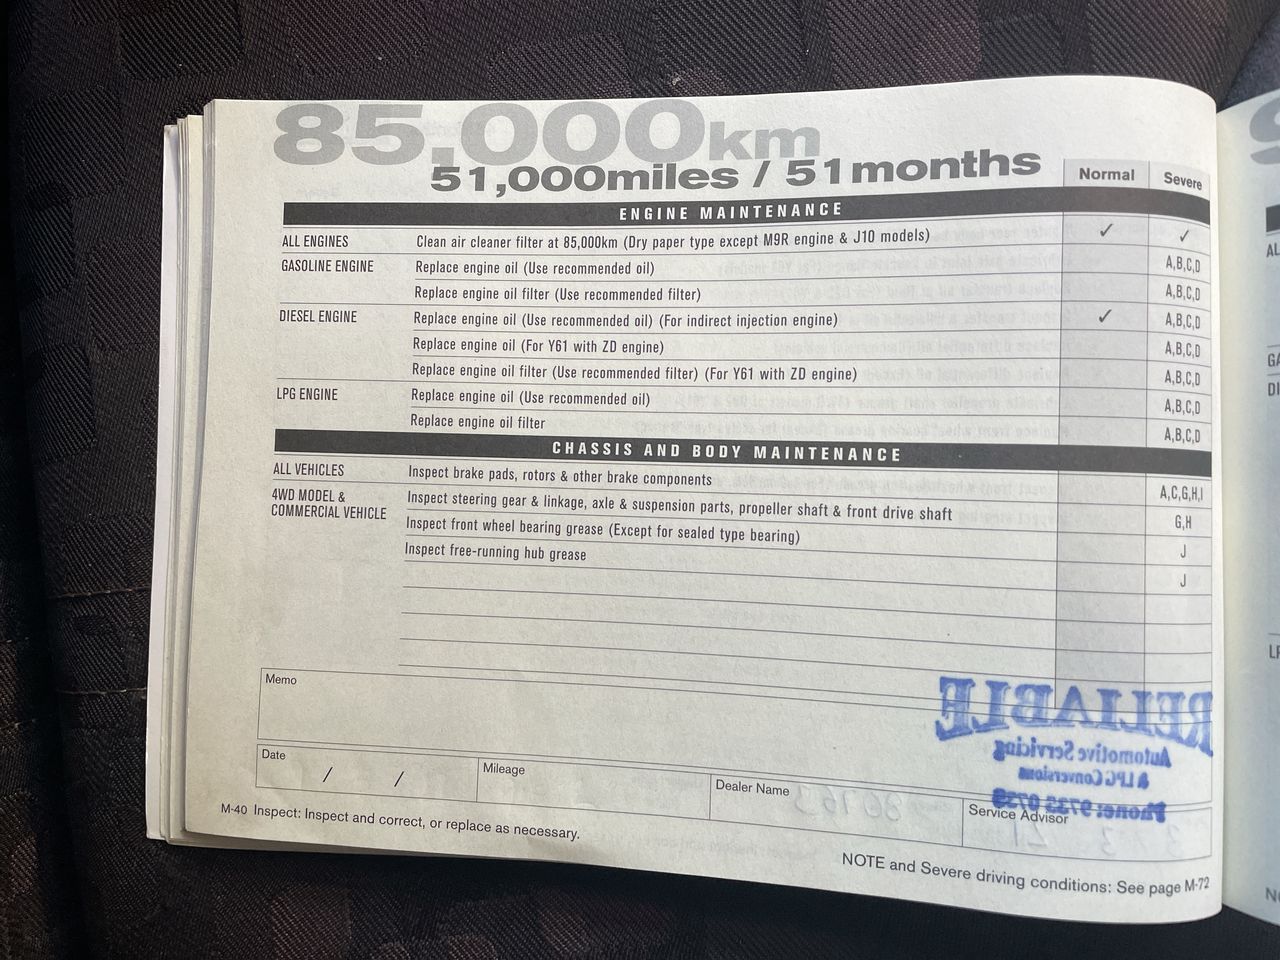 85,000km
51,000miles / 51months
Normal Severe
ENGINE MAINTENANCE
ALL ENGINES Clean air cleaner filter at 85,000km (Dry paper type except M9R engine & J10 models) ✓ ✓
GASOLINE ENGINE Replace engine oil (Use recommended oil) A,B,C,D
Replace engine oil filter (Use recommended filter) A,B,C,D
DIESEL ENGINE Replace engine oil (Use recommended oil) (For indirect injection engine) ✓ A,B,C,D
Replace engine oil (For Y61 with ZD engine) A,B,C,D
Replace engine oil filter (Use recommended filter) (For Y61 with ZD engine) A,B,C,D
LPG ENGINE Replace engine oil (Use recommended oil) A,B,C,D
Replace engine oil filter A,B,C,D
CHASSIS AND BODY MAINTENANCE
ALL VEHICLES Inspect brake pads, rotors & other brake components A,C,G,H,I
4WD MODEL & COMMERCIAL VEHICLE Inspect steering gear & linkage, axle & suspension parts, propeller shaft & front drive shaft G,H
Inspect front wheel bearing grease (Except for sealed type bearing) J
Inspect free-running hub grease J
Memo
RELIABLE
Automotive Servicing
& LPG Conversions
Phone: 9733 0739
Date / / Mileage Dealer Name Service Advisor
M-40 Inspect: Inspect and correct, or replace as necessary.
NOTE and Severe driving conditions: See page M-72